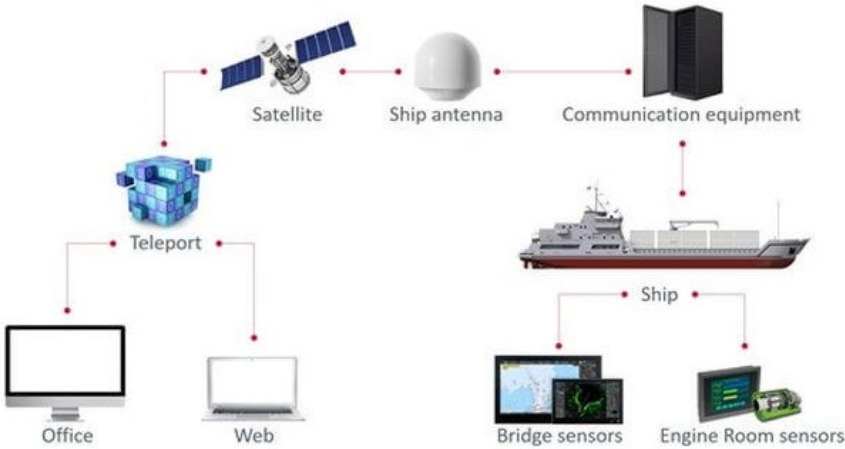 Satellite
Ship antenna
Communication equipment
Teleport
Ship
Office
Web
Bridge sensors
Engine Room sensors